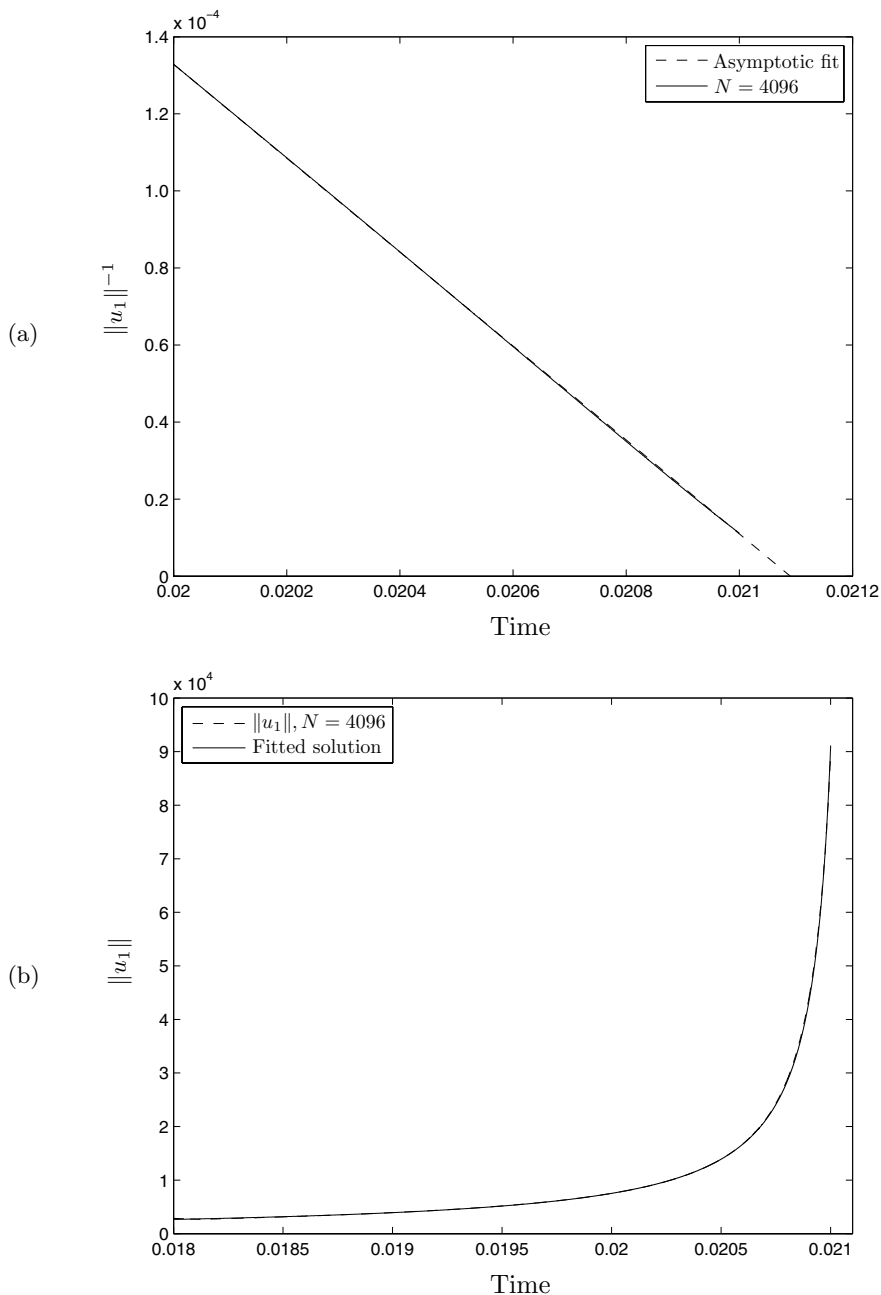 x 10⁻⁴
1.4
1.2
1.0
0.8
0.6
0.4
0.2
0
‖u₁‖⁻¹
(a)
Asymptotic fit
N = 4096
0.02 0.0202 0.0204 0.0206 0.0208 0.021 0.0212
Time
x 10⁴
10
9
8
7
6
5
4
3
2
1
0
‖u₁‖
(b)
‖u₁‖, N = 4096
Fitted solution
0.018 0.0185 0.019 0.0195 0.02 0.0205 0.021
Time